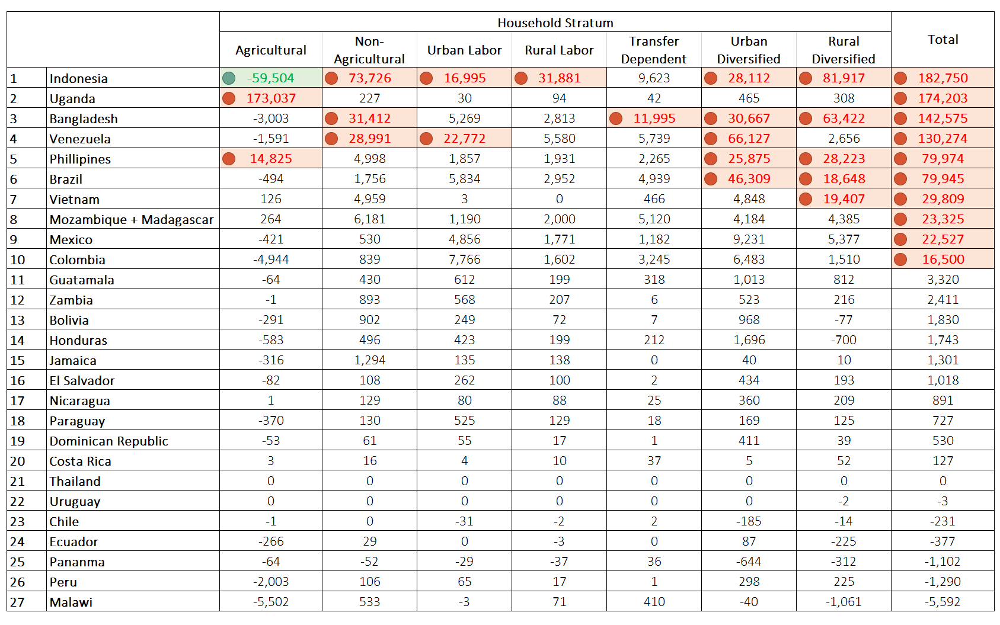 Household Stratum
Agricultural Non-Agricultural Urban Labor Rural Labor Transfer Dependent Urban Diversified Rural Diversified Total
1 Indonesia -59,504 73,726 16,995 31,881 9,623 28,112 81,917 182,750
2 Uganda 173,037 227 30 94 42 465 308 174,203
3 Bangladesh -3,003 31,412 5,269 2,813 11,995 30,667 63,422 142,575
4 Venezuela -1,591 28,991 22,772 5,580 5,739 66,127 2,656 130,274
5 Phillipines 14,825 4,998 1,857 1,931 2,265 25,875 28,223 79,974
6 Brazil -494 1,756 5,834 2,952 4,939 46,309 18,648 79,945
7 Vietnam 126 4,959 3 0 466 4,848 19,407 29,809
8 Mozambique + Madagascar 264 6,181 1,190 2,000 5,120 4,184 4,385 23,325
9 Mexico -421 530 4,856 1,771 1,182 9,231 5,377 22,527
10 Colombia -4,944 839 7,766 1,602 3,245 6,483 1,510 16,500
11 Guatamala -64 430 612 199 318 1,013 812 3,320
12 Zambia -1 893 568 207 6 523 216 2,411
13 Bolivia -291 902 249 72 7 968 -77 1,830
14 Honduras -583 496 423 199 212 1,696 -700 1,743
15 Jamaica -316 1,294 135 138 0 40 10 1,301
16 El Salvador -82 108 262 100 2 434 193 1,018
17 Nicaragua 1 129 80 88 25 360 209 891
18 Paraguay -370 130 525 129 18 169 125 727
19 Dominican Republic -53 61 55 17 1 411 39 530
20 Costa Rica 3 16 4 10 37 5 52 127
21 Thailand 0 0 0 0 0 0 0 0
22 Uruguay 0 0 0 0 0 0 -2 -3
23 Chile -1 0 -31 -2 2 -185 -14 -231
24 Ecuador -266 29 0 -3 0 87 -225 -377
25 Pananma -64 -52 -29 -37 36 -644 -312 -1,102
26 Peru -2,003 106 65 17 1 298 225 -1,290
27 Malawi -5,502 533 -3 71 410 -40 -1,061 -5,592